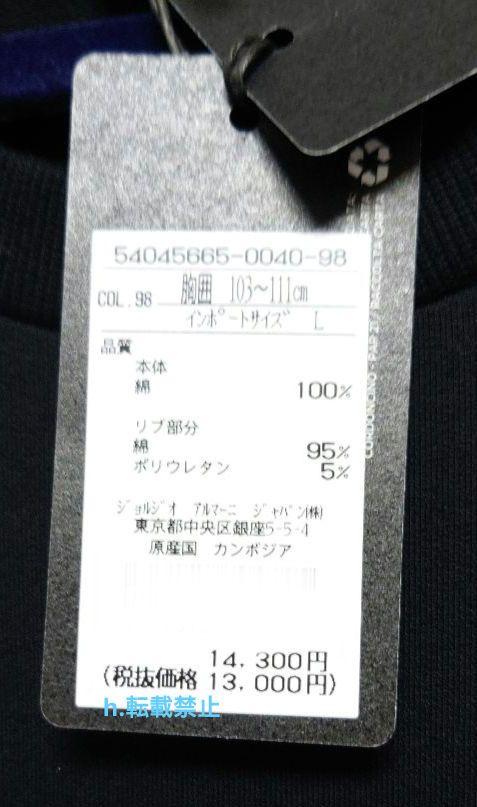 54045665-0040-98
COL.98 胸囲 103～111cm
インポートサイズ L
品質
本体
綿 100%
リブ部分
綿 95%
ポリウレタン 5%
ジョルジオ アルマーニ ジャパン(株)
東京都中央区銀座5-5-4
原産国 カンボジア
14,300円
(税抜価格 13,000円)
h.転載禁止